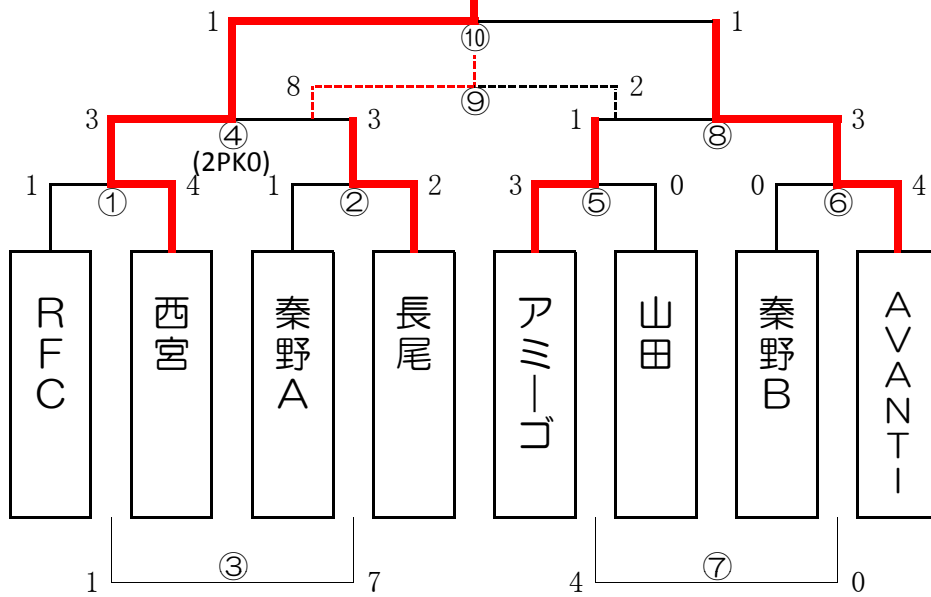 1 1
⑩
8 2
⑨
3 3 1 3
④ ⑧
(2PK0)
1 4 1 2 3 0 0 4
① ② ⑤ ⑥
RFC
西宮
秦野A
長尾
アミーゴ
山田
秦野B
AVANTI
③ ⑦
1 7 4 0